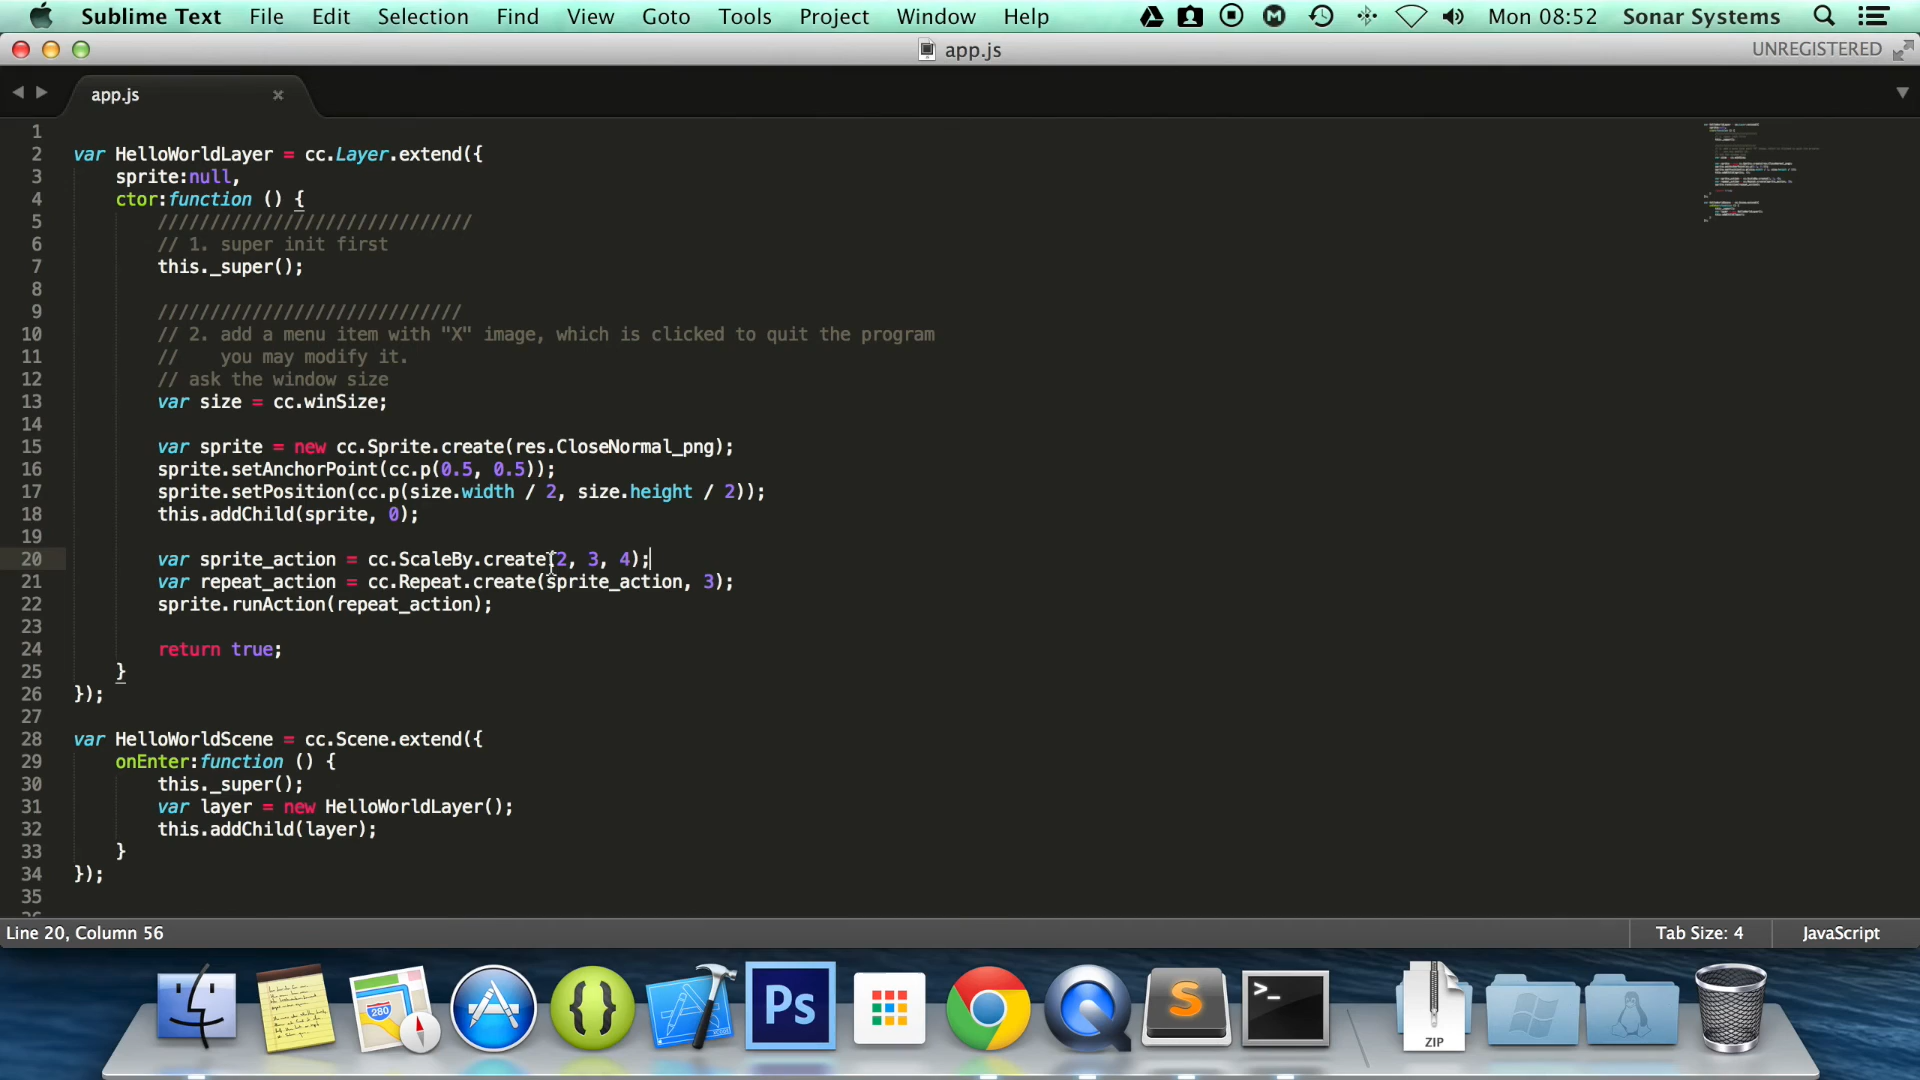 Sublime Text File Edit Selection Find View Goto Tools Project Window Help Mon 08:52 Sonar Systems
app.js UNREGISTERED
app.js
1
2 var HelloWorldLayer = cc.Layer.extend({
3 sprite:null,
4 ctor:function () {
5 //////////////////////////////
6 // 1. super init first
7 this._super();
8
9 /////////////////////////////
10 // 2. add a menu item with "X" image, which is clicked to quit the program
11 // you may modify it.
12 // ask the window size
13 var size = cc.winSize;
14
15 var sprite = new cc.Sprite.create(res.CloseNormal_png);
16 sprite.setAnchorPoint(cc.p(0.5, 0.5));
17 sprite.setPosition(cc.p(size.width / 2, size.height / 2));
18 this.addChild(sprite, 0);
19
20 var sprite_action = cc.ScaleBy.create(2, 3, 4);
21 var repeat_action = cc.Repeat.create(sprite_action, 3);
22 sprite.runAction(repeat_action);
23
24 return true;
25 }
26 });
27
28 var HelloWorldScene = cc.Scene.extend({
29 onEnter:function () {
30 this._super();
31 var layer = new HelloWorldLayer();
32 this.addChild(layer);
33 }
34 });
35
Line 20, Column 56 Tab Size: 4 JavaScript
280
{}
Ps
S
>_
ZIP